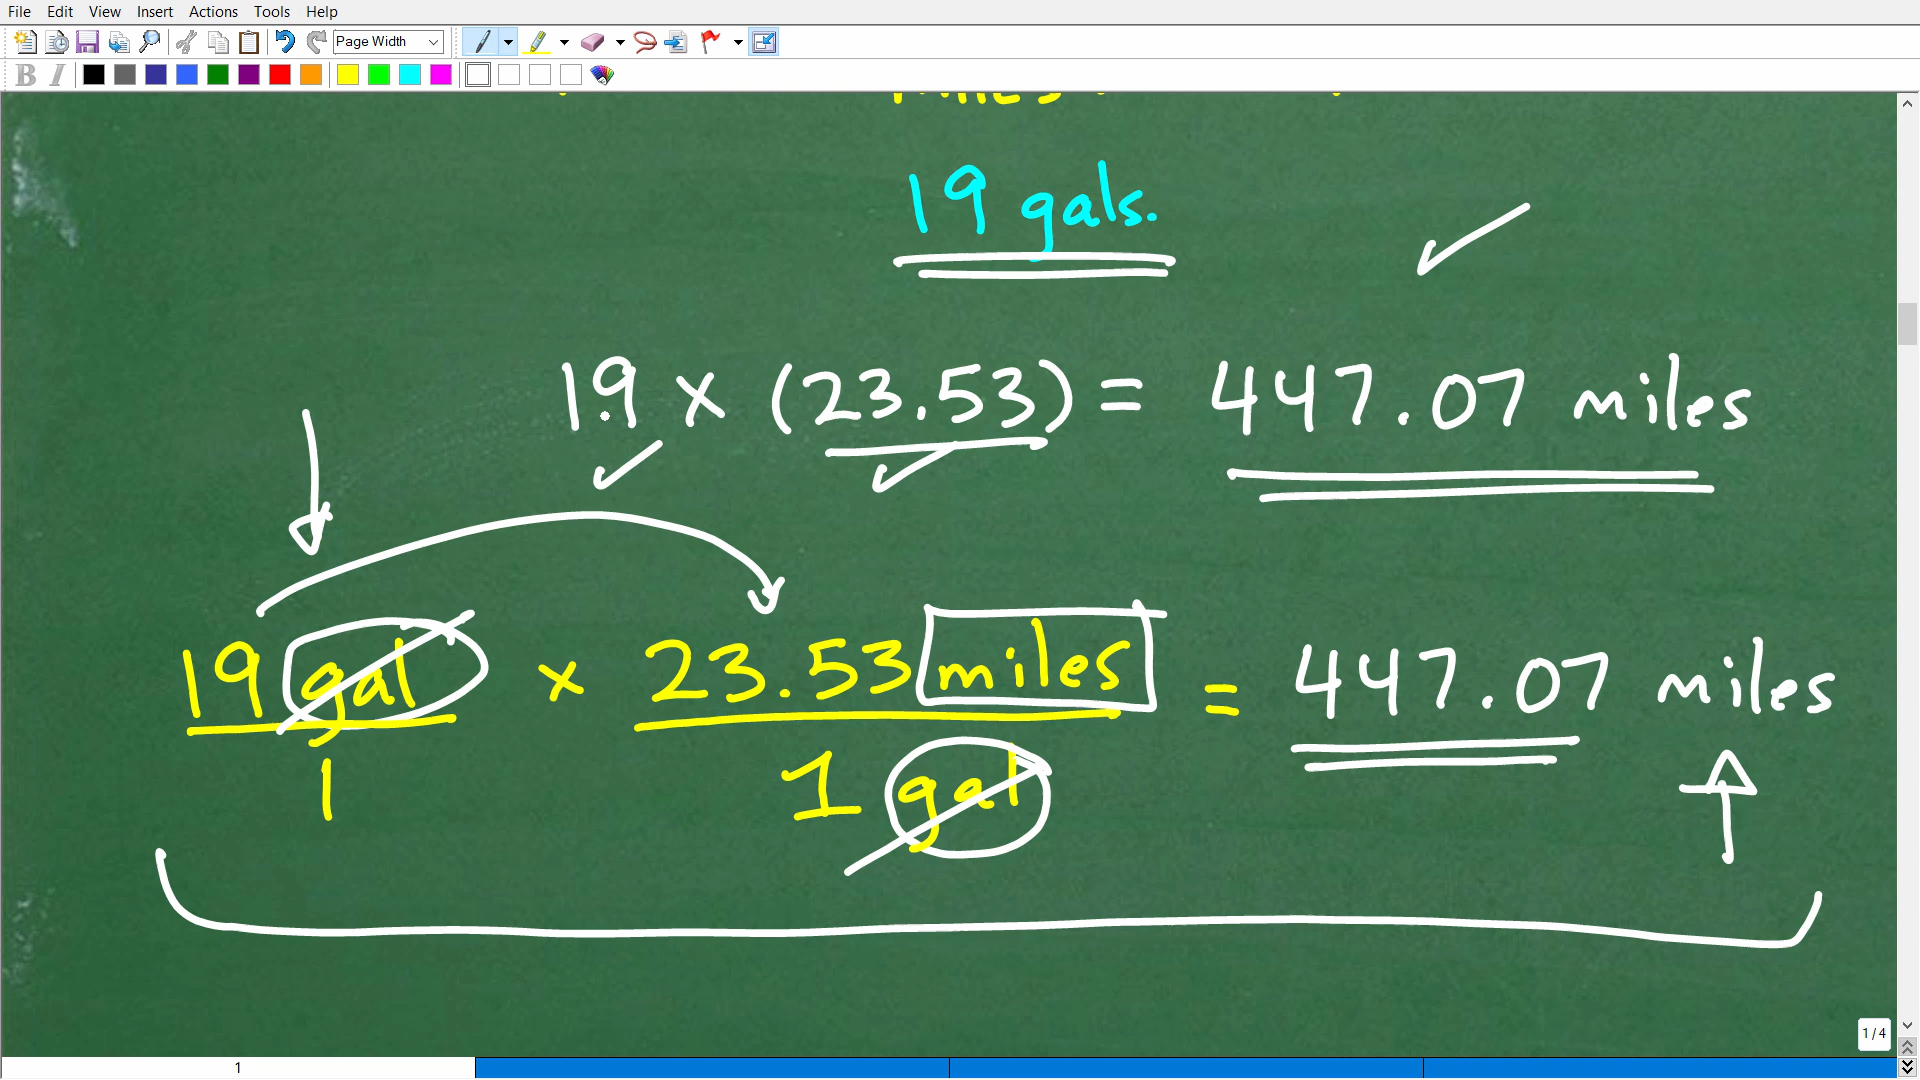 File Edit View Insert Actions Tools Help
Page Width
B I
miles
19 gals.
19 x (23.53) = 447.07 miles
19 gal x 23.53 miles = 447.07 miles
1 1 gal
1/4
1